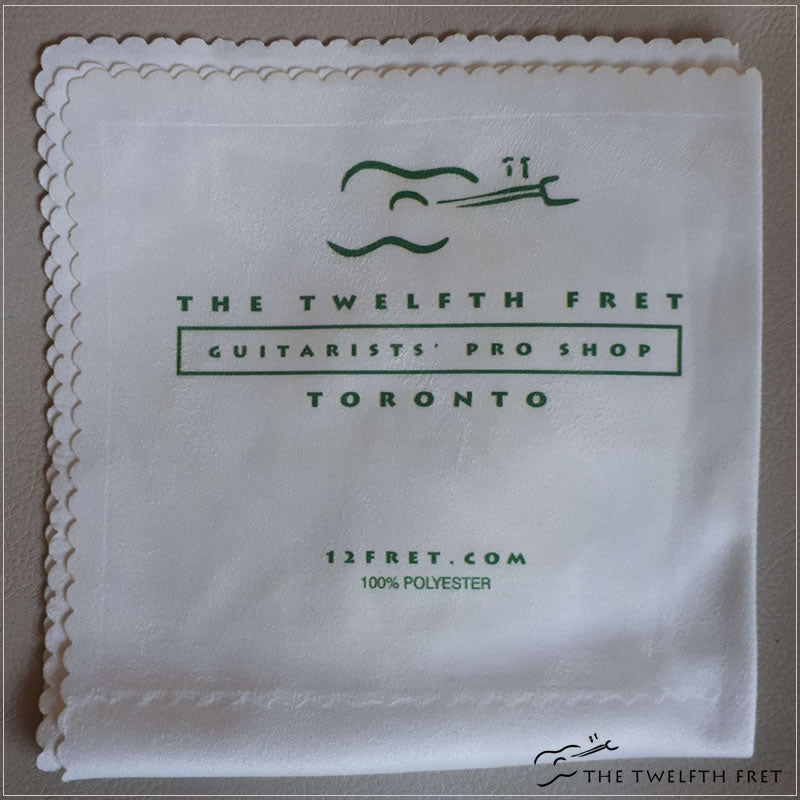 THE TWELFTH FRET
GUITARISTS' PRO SHOP
TORONTO
12FRET.COM
100% POLYESTER
THE TWELFTH FRET